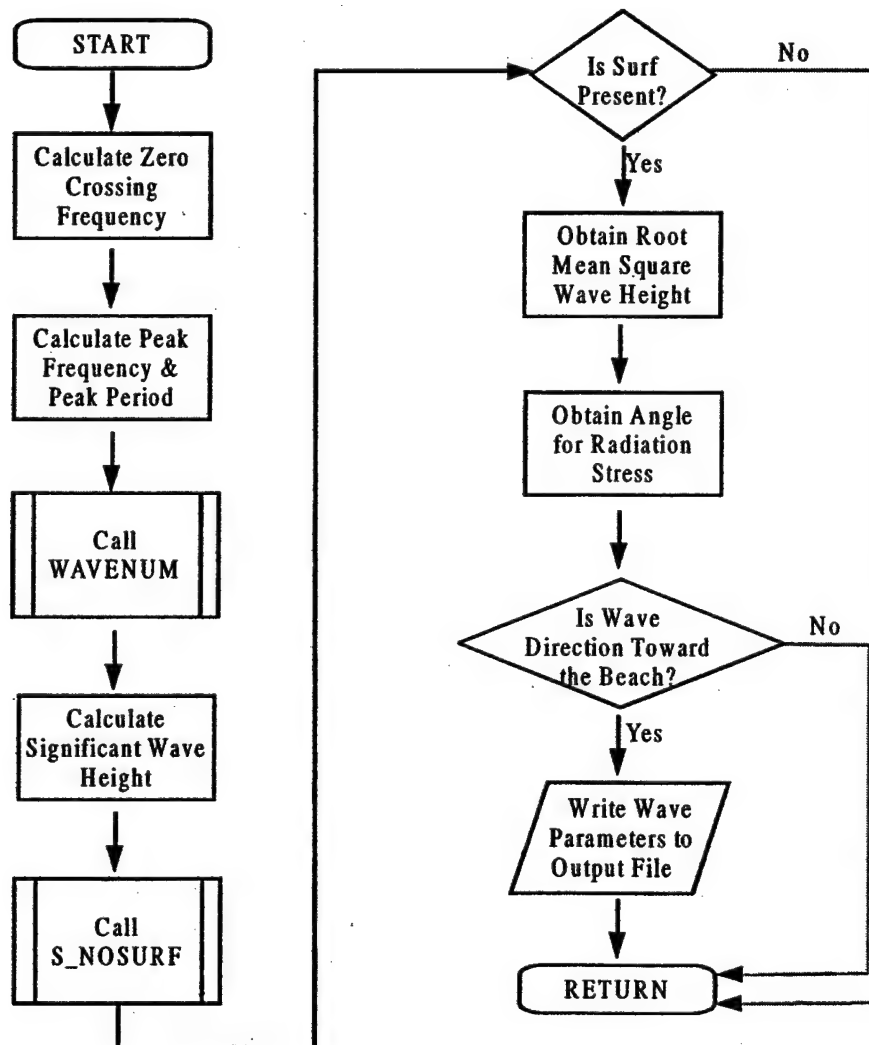 START
Calculate Zero
Crossing
Frequency
Calculate Peak
Frequency &
Peak Period
Call
WAVENUM
Calculate
Significant Wave
Height
Call
S_NOSURF
Is Surf
Present?
No
Yes
Obtain Root
Mean Square
Wave Height
Obtain Angle
for Radiation
Stress
Is Wave
Direction Toward
the Beach?
No
Yes
Write Wave
Parameters to
Output File
RETURN